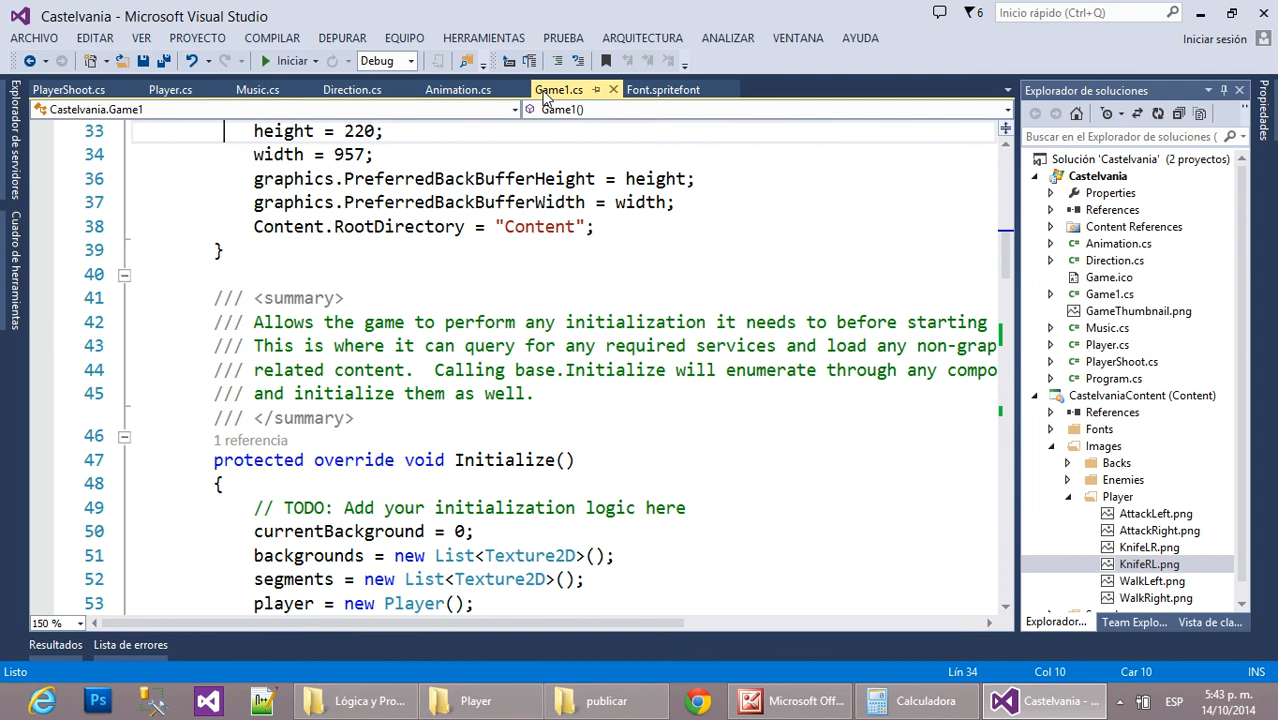 Castelvania - Microsoft Visual Studio
6
Inicio rápido (Ctrl+Q)
ARCHIVO EDITAR VER PROYECTO COMPILAR DEPURAR EQUIPO HERRAMIENTAS PRUEBA ARQUITECTURA ANALIZAR VENTANA AYUDA
Iniciar sesión
Iniciar Debug
PlayerShoot.cs Player.cs Music.cs Direction.cs Animation.cs Game1.cs Font.spritefont
Castelvania.Game1 Game1()
Explorador de servidores
Cuadro de herramientas
33 height = 220;
34 width = 957;
36 graphics.PreferredBackBufferHeight = height;
37 graphics.PreferredBackBufferWidth = width;
38 Content.RootDirectory = "Content";
39 }
40
41 /// <summary>
42 /// Allows the game to perform any initialization it needs to before starting
43 /// This is where it can query for any required services and load any non-grap
44 /// related content.  Calling base.Initialize will enumerate through any compo
45 /// and initialize them as well.
46 /// </summary>
1 referencia
47 protected override void Initialize()
48 {
49 // TODO: Add your initialization logic here
50 currentBackground = 0;
51 backgrounds = new List<Texture2D>();
52 segments = new List<Texture2D>();
53 player = new Player();
150 %
Explorador de soluciones
Buscar en el Explorador de soluciones (
Solución 'Castelvania' (2 proyectos)
Castelvania
Properties
References
Content References
Animation.cs
Direction.cs
Game.ico
Game1.cs
GameThumbnail.png
Music.cs
Player.cs
PlayerShoot.cs
Program.cs
CastelvaniaContent (Content)
References
Fonts
Images
Backs
Enemies
Player
AttackLeft.png
AttackRight.png
KnifeLR.png
KnifeRL.png
WalkLeft.png
WalkRight.png
Explorador... Team Explo... Vista de cla...
Resultados Lista de errores
Listo Lín 34 Col 10 Car 10 INS
Ps Lógica y Pro... Player publicar Microsoft Of... Calculadora Castelvania - ... ESP
5:43 p. m.
14/10/2014